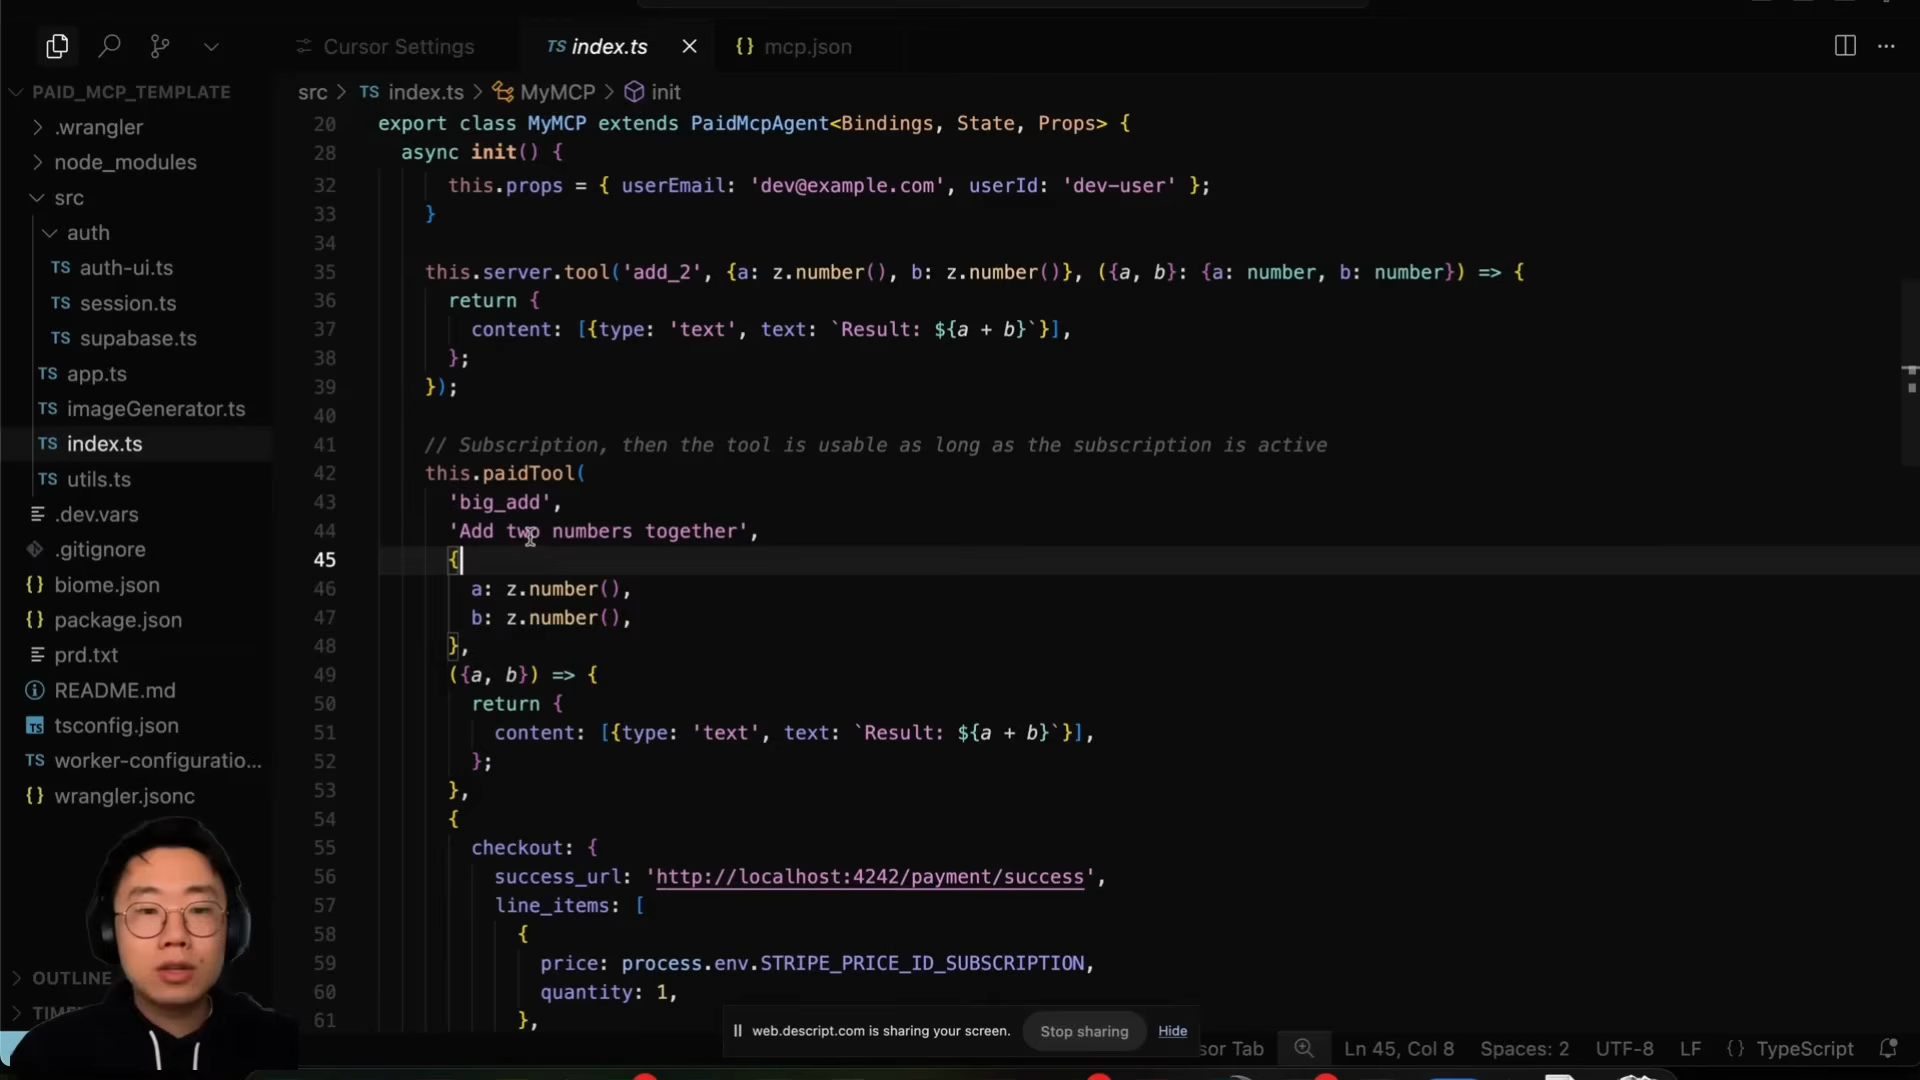 Cursor Settings
TS index.ts
{} mcp.json
PAID_MCP_TEMPLATE
.wrangler
node_modules
src
auth
TS auth-ui.ts
TS session.ts
TS supabase.ts
TS app.ts
TS imageGenerator.ts
TS index.ts
TS utils.ts
.dev.vars
.gitignore
{} biome.json
{} package.json
prd.txt
README.md
TS tsconfig.json
TS worker-configuratio...
{} wrangler.jsonc
OUTLINE
src > TS index.ts > MyMCP > init
20 export class MyMCP extends PaidMcpAgent<Bindings, State, Props> {
28 async init() {
32 this.props = { userEmail: 'dev@example.com', userId: 'dev-user' };
33 }
34
35 this.server.tool('add_2', {a: z.number(), b: z.number()}, ({a, b}: {a: number, b: number}) => {
36 return {
37 content: [{type: 'text', text: `Result: ${a + b}`}],
38 };
39 });
40
41 // Subscription, then the tool is usable as long as the subscription is active
42 this.paidTool(
43 'big_add',
44 'Add two numbers together',
45 {
46 a: z.number(),
47 b: z.number(),
48 },
49 ({a, b}) => {
50 return {
51 content: [{type: 'text', text: `Result: ${a + b}`}],
52 };
53 },
54 {
55 checkout: {
56 success_url: 'http://localhost:4242/payment/success',
57 line_items: [
58 {
59 price: process.env.STRIPE_PRICE_ID_SUBSCRIPTION,
60 quantity: 1,
61 },
web.descript.com is sharing your screen. Stop sharing Hide
Tab Ln 45, Col 8 Spaces: 2 UTF-8 LF {} TypeScript